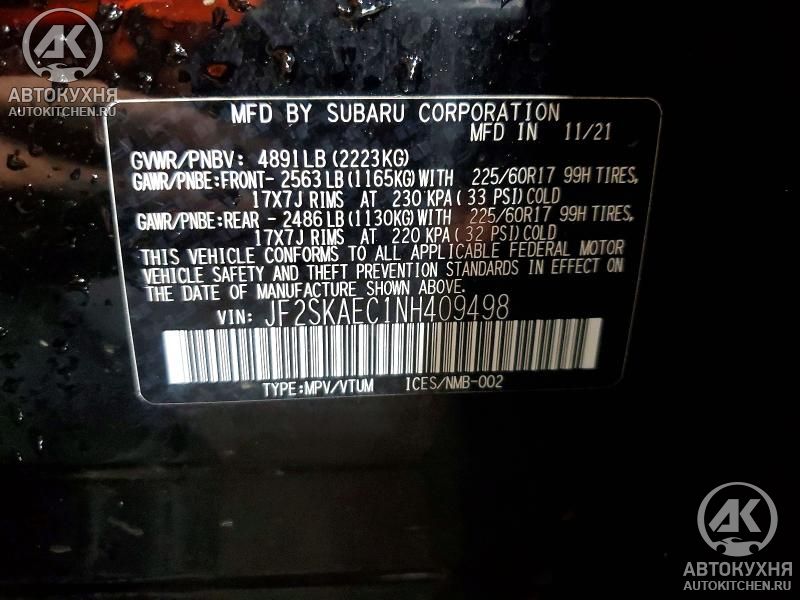 АК
АВТОКУХНЯ
AUTOKITCHEN.РУ
MFD BY SUBARU CORPORATION
MFD IN 11/21
GVWR/PNBV: 4891LB(2223KG)
GAWR/PNBE:FRONT- 2563LB(1165KG)WITH 225/60R17 99H TIRES,
17X7J RIMS AT 230 KPA(33 PSI)COLD
GAWR/PNBE:REAR - 2486LB(1130KG)WITH 225/60R17 99H TIRES,
17X7J RIMS AT 220 KPA(32 PSI)COLD
THIS VEHICLE CONFORMS TO ALL APPLICABLE FEDERAL MOTOR
VEHICLE SAFETY AND THEFT PREVENTION STANDARDS IN EFFECT ON
THE DATE OF MANUFACTURE SHOWN ABOVE.
VIN: JF2SKAEC1NH409498
TYPE:MPV/VTUM ICES/NMB-002
АК
АВТОКУХНЯ
AUTOKITCHEN.РУ